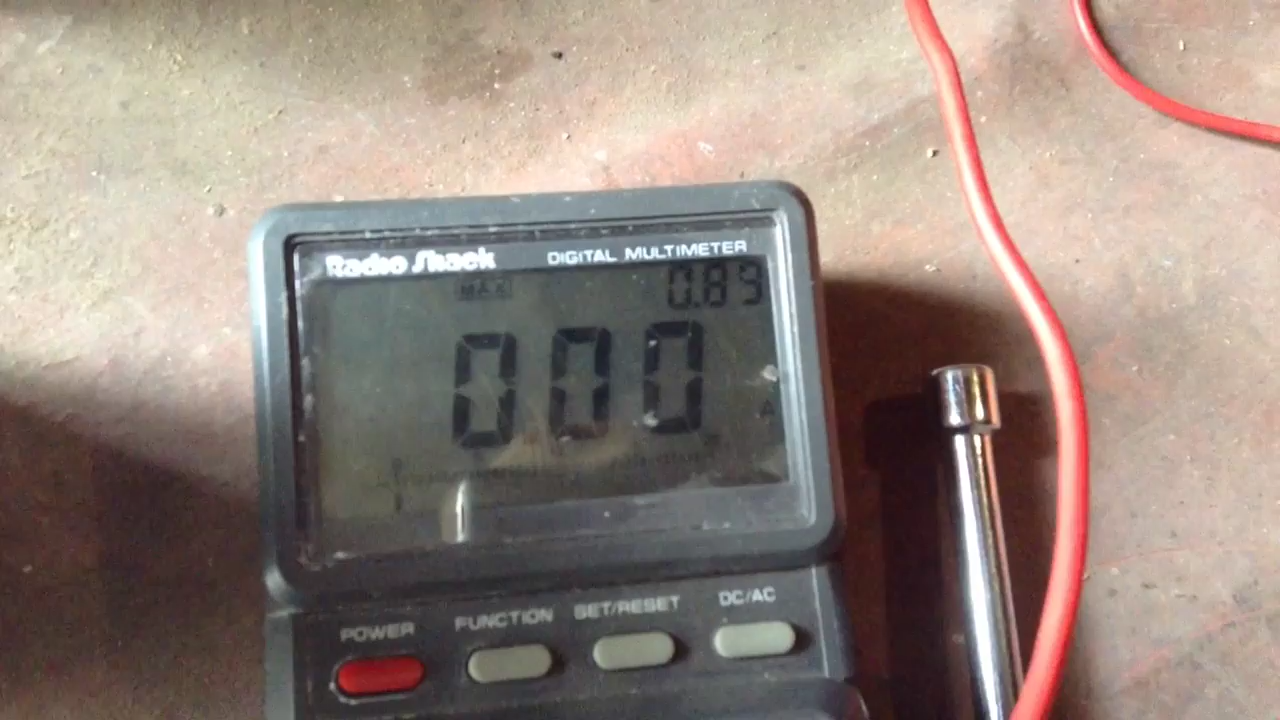 Radio Shack DIGITAL MULTIMETER
MAX 0.89
000
A
POWER FUNCTION SET/RESET DC/AC